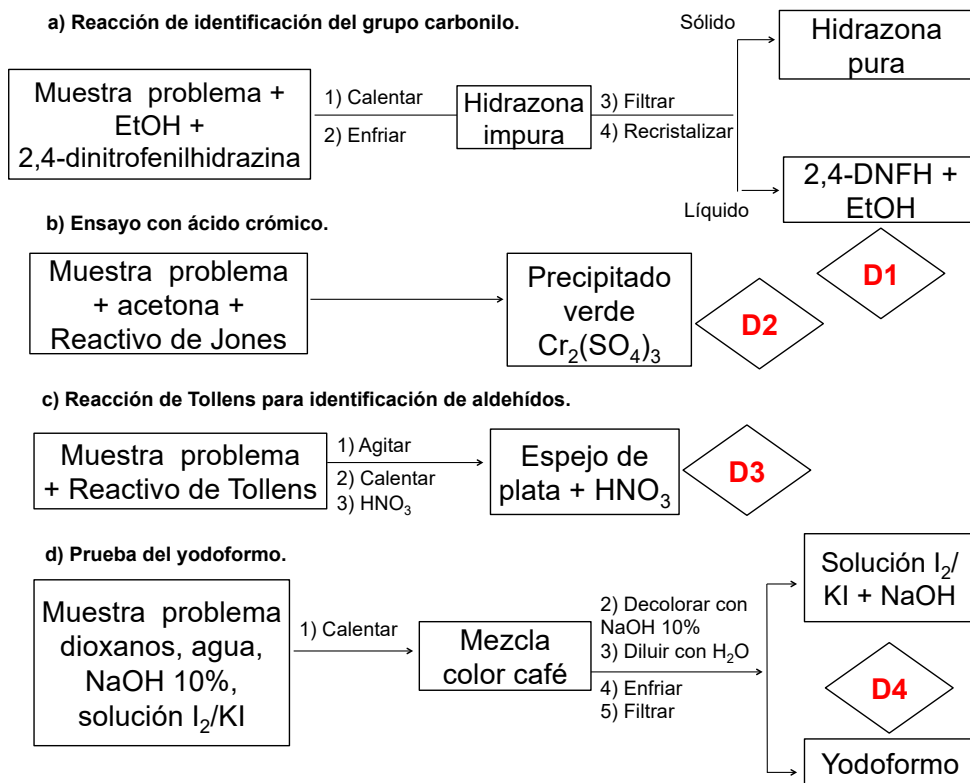 a) Reacción de identificación del grupo carbonilo.
Muestra problema +
EtOH +
2,4-dinitrofenilhidrazina
1) Calentar
2) Enfriar
Hidrazona
impura
3) Filtrar
4) Recristalizar
Sólido
Hidrazona
pura
Líquido
2,4-DNFH +
EtOH
D1
b) Ensayo con ácido crómico.
Muestra problema
+ acetona +
Reactivo de Jones
Precipitado
verde
Cr₂(SO₄)₃
D2
c) Reacción de Tollens para identificación de aldehídos.
Muestra problema
+ Reactivo de Tollens
1) Agitar
2) Calentar
3) HNO₃
Espejo de
plata + HNO₃
D3
d) Prueba del yodoformo.
Muestra problema
dioxanos, agua,
NaOH 10%,
solución I₂/KI
1) Calentar
Mezcla
color café
2) Decolorar con
NaOH 10%
3) Diluir con H₂O
4) Enfriar
5) Filtrar
Solución I₂/
KI + NaOH
D4
Yodoformo